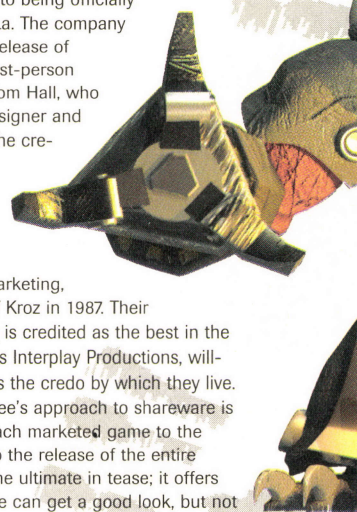 to being officially
la. The company
elease of
st-person
om Hall, who
signer and
ne cre-
arketing,
Kroz in 1987. Their
is credited as the best in the
s Interplay Productions, will-
s the credo by which they live.
ee's approach to shareware is
ach marketed game to the
o the release of the entire
ne ultimate in tease; it offers
e can get a good look, but not